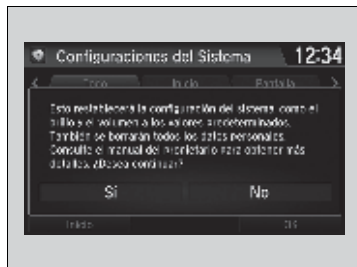 Configuraciones del Sistema 12:34
Todo Inicio Pantalla
Esto restablecerá la configuración del sistema, como el
brillo y el volumen a los valores predeterminados.
También se borrarán todos los datos personales.
Consulte el manual del propietario para obtener más
detalles. ¿Desea continuar?
Sí No
Inicio